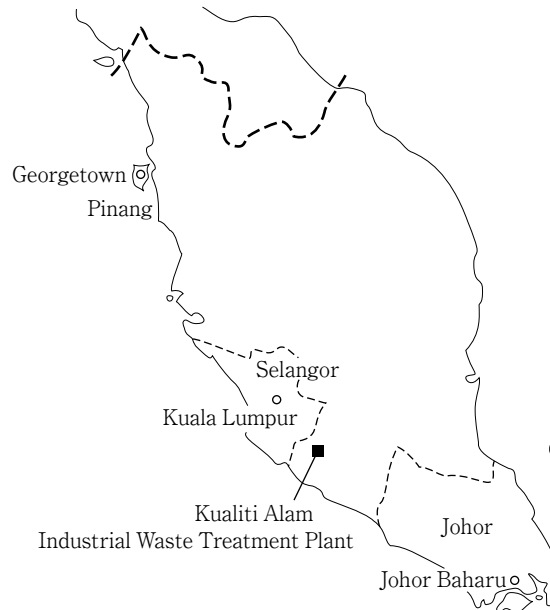 Georgetown
Pinang
Selangor
Kuala Lumpur
Kualiti Alam
Industrial Waste Treatment Plant
Johor
Johor Baharu